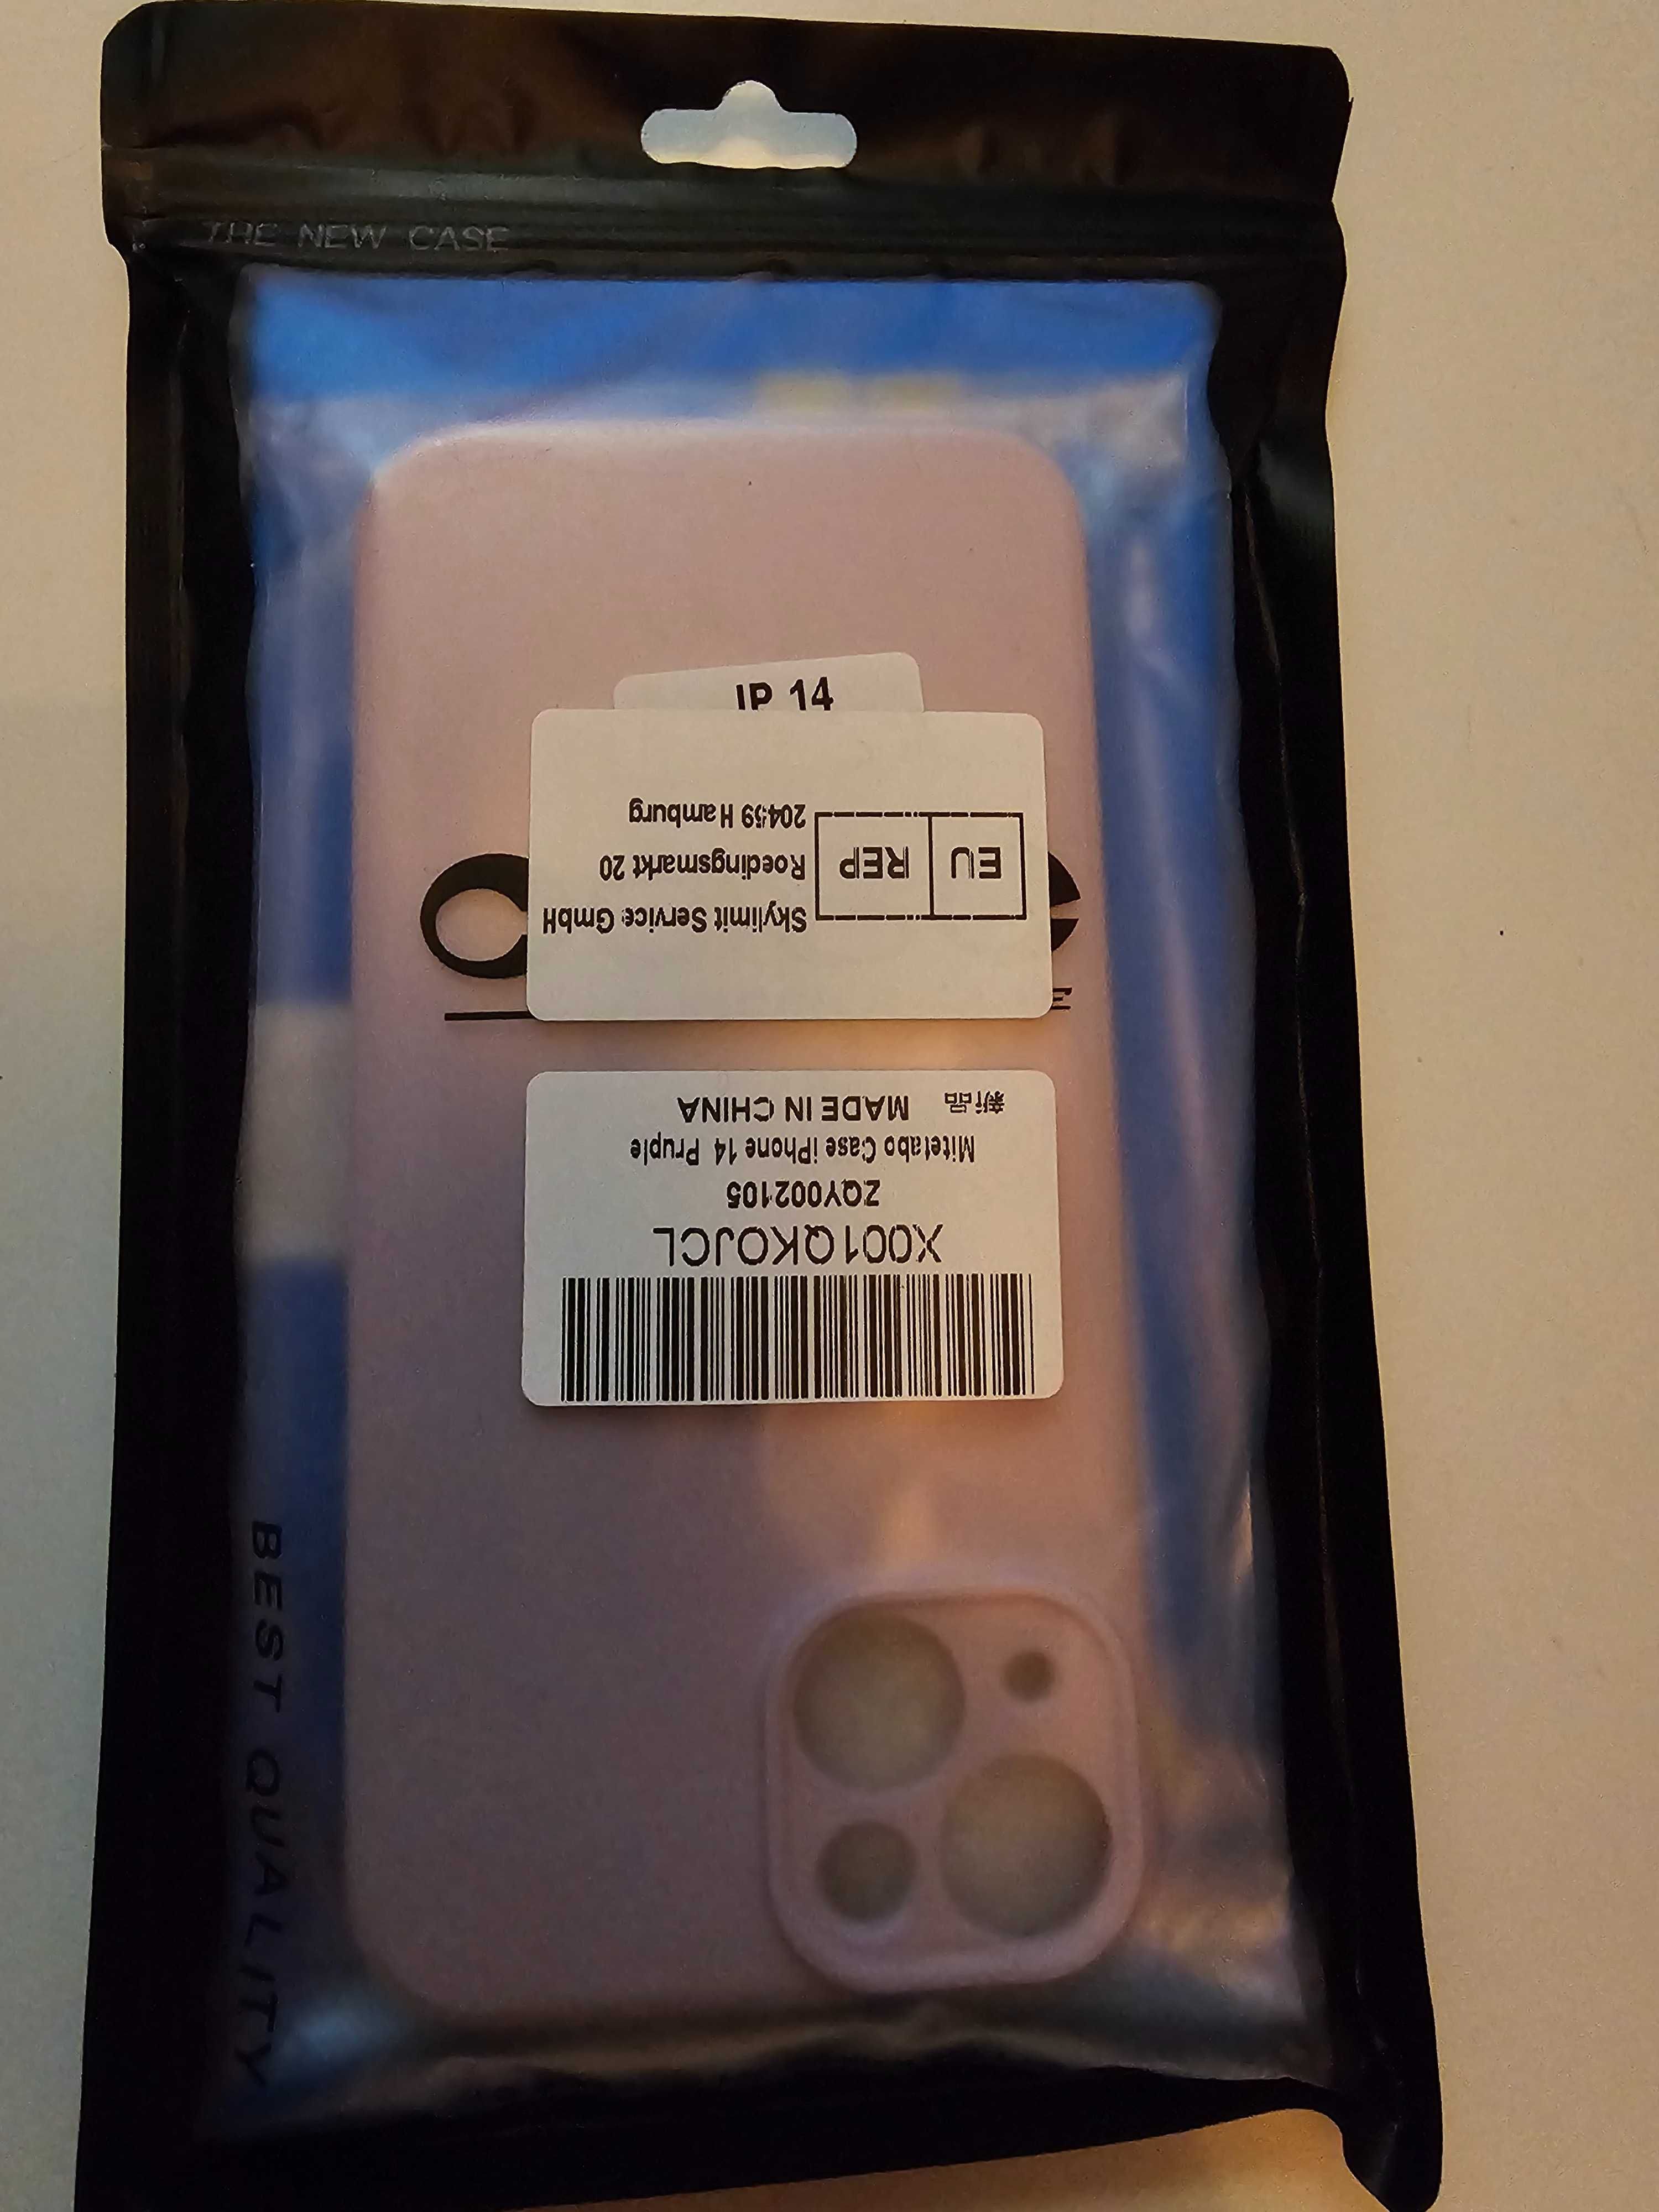 THE NEW CASE
IP 14
Skylimit Service GmbH
Roedingsmarkt 20
20459 Hamburg
EU REP
X001QKOJCL
ZQY002105
Mitetabo Case iPhone 14 Pruple
新品 MADE IN CHINA
BEST QUALITY